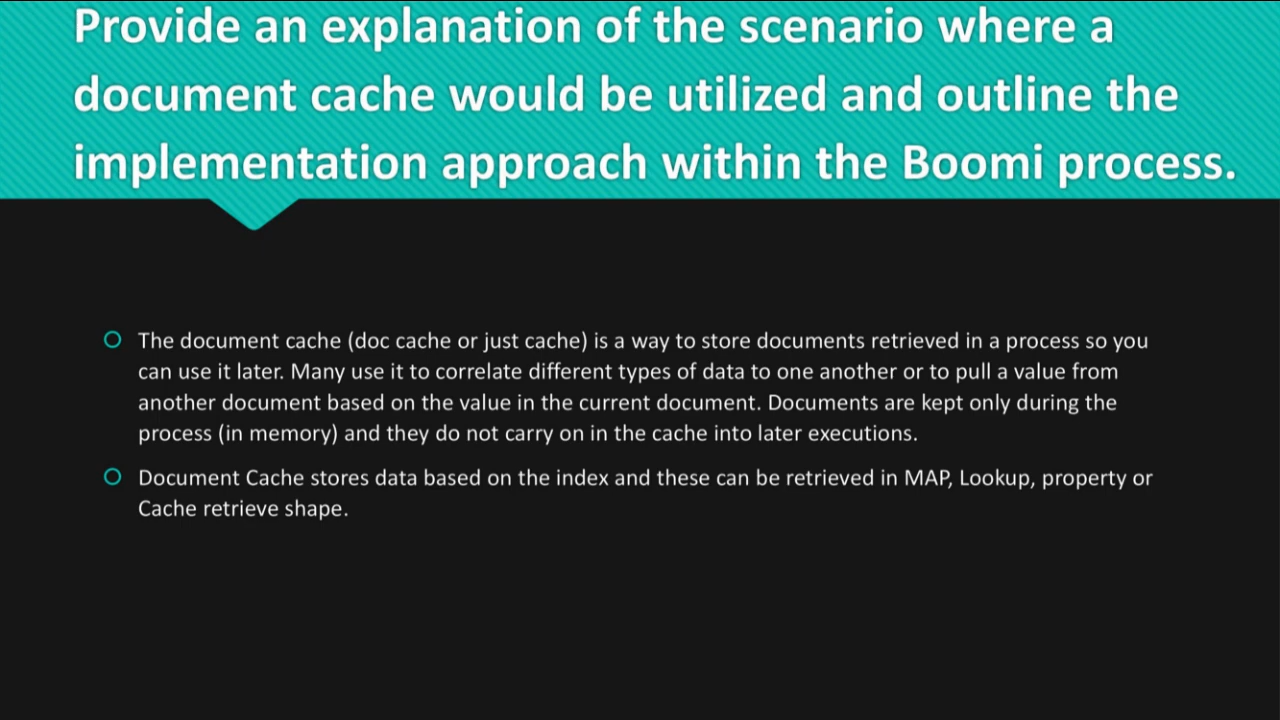 Provide an explanation of the scenario where a
document cache would be utilized and outline the
implementation approach within the Boomi process.
The document cache (doc cache or just cache) is a way to store documents retrieved in a process so you
can use it later. Many use it to correlate different types of data to one another or to pull a value from
another document based on the value in the current document. Documents are kept only during the
process (in memory) and they do not carry on in the cache into later executions.
Document Cache stores data based on the index and these can be retrieved in MAP, Lookup, property or
Cache retrieve shape.